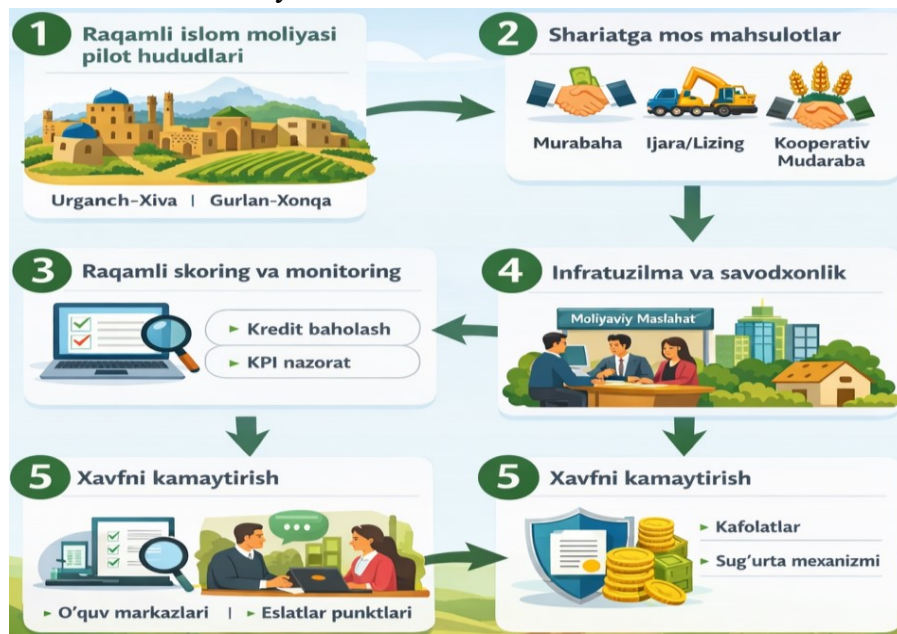 1
Raqamli islom moliyasi
pilot hududlari
Urganch-Xiva | Gurlan-Xonqa
2
Shariatga mos mahsulotlar
Murabaha
Ijara/Lizing
Kooperativ
Mudaraba
3
Raqamli skoring va monitoring
► Kredit baholash
► KPI nazorat
4
Infratuzilma va savodxonlik
Moliyaviy Maslahat
5
Xavfni kamaytirish
► O'quv markazlari | ► Eslatlar punktlari
5
Xavfni kamaytirish
► Kafolatlar
► Sug'urta mexanizmi